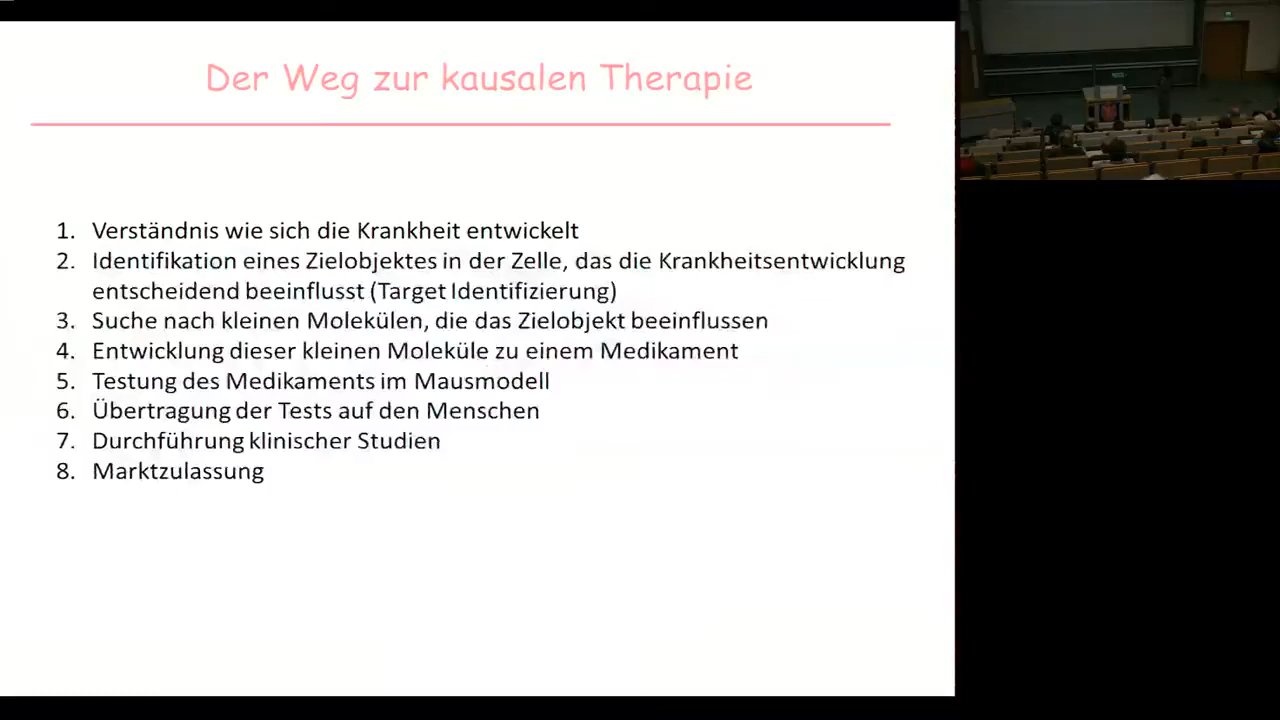 Der Weg zur kausalen Therapie
1. Verständnis wie sich die Krankheit entwickelt
2. Identifikation eines Zielobjektes in der Zelle, das die Krankheitsentwicklung
entscheidend beeinflusst (Target Identifizierung)
3. Suche nach kleinen Molekülen, die das Zielobjekt beeinflussen
4. Entwicklung dieser kleinen Moleküle zu einem Medikament
5. Testung des Medikaments im Mausmodell
6. Übertragung der Tests auf den Menschen
7. Durchführung klinischer Studien
8. Marktzulassung